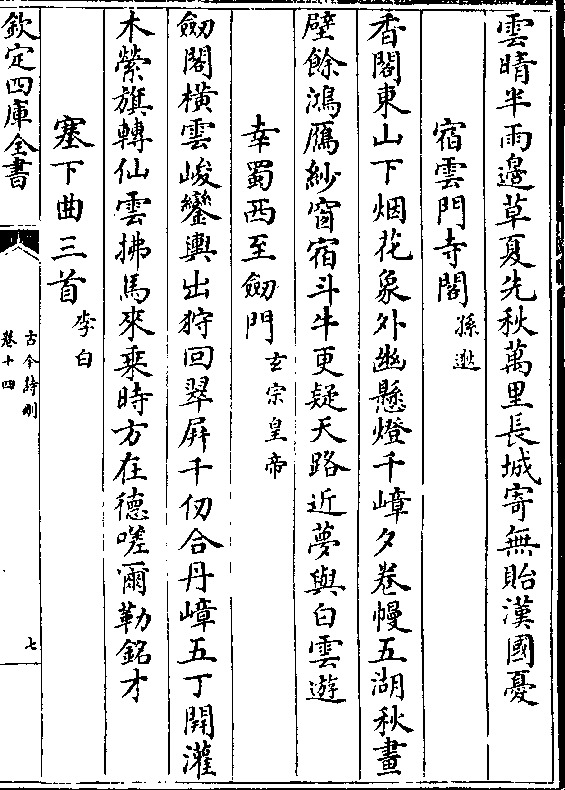 雲晴半雨邉草夏先秋萬里長城寄無貽漢國憂
宿雲門寺閣 孫逖
香閣東山下烟花象外幽懸燈千嶂夕巻幔五湖秋畫
壁餘鴻鴈紗窗宿斗牛更疑天路近夢與白雲遊
幸蜀西至劒門 玄宗皇帝
劒閣橫雲峻鑾輿出狩回翠屏千仞合丹嶂五丁開灌
木縈旗轉仙雲拂馬來乘時方在德嗟爾勒銘才
塞下曲三首 李白
欽定四庫全書
古今詩刪
卷十四
七